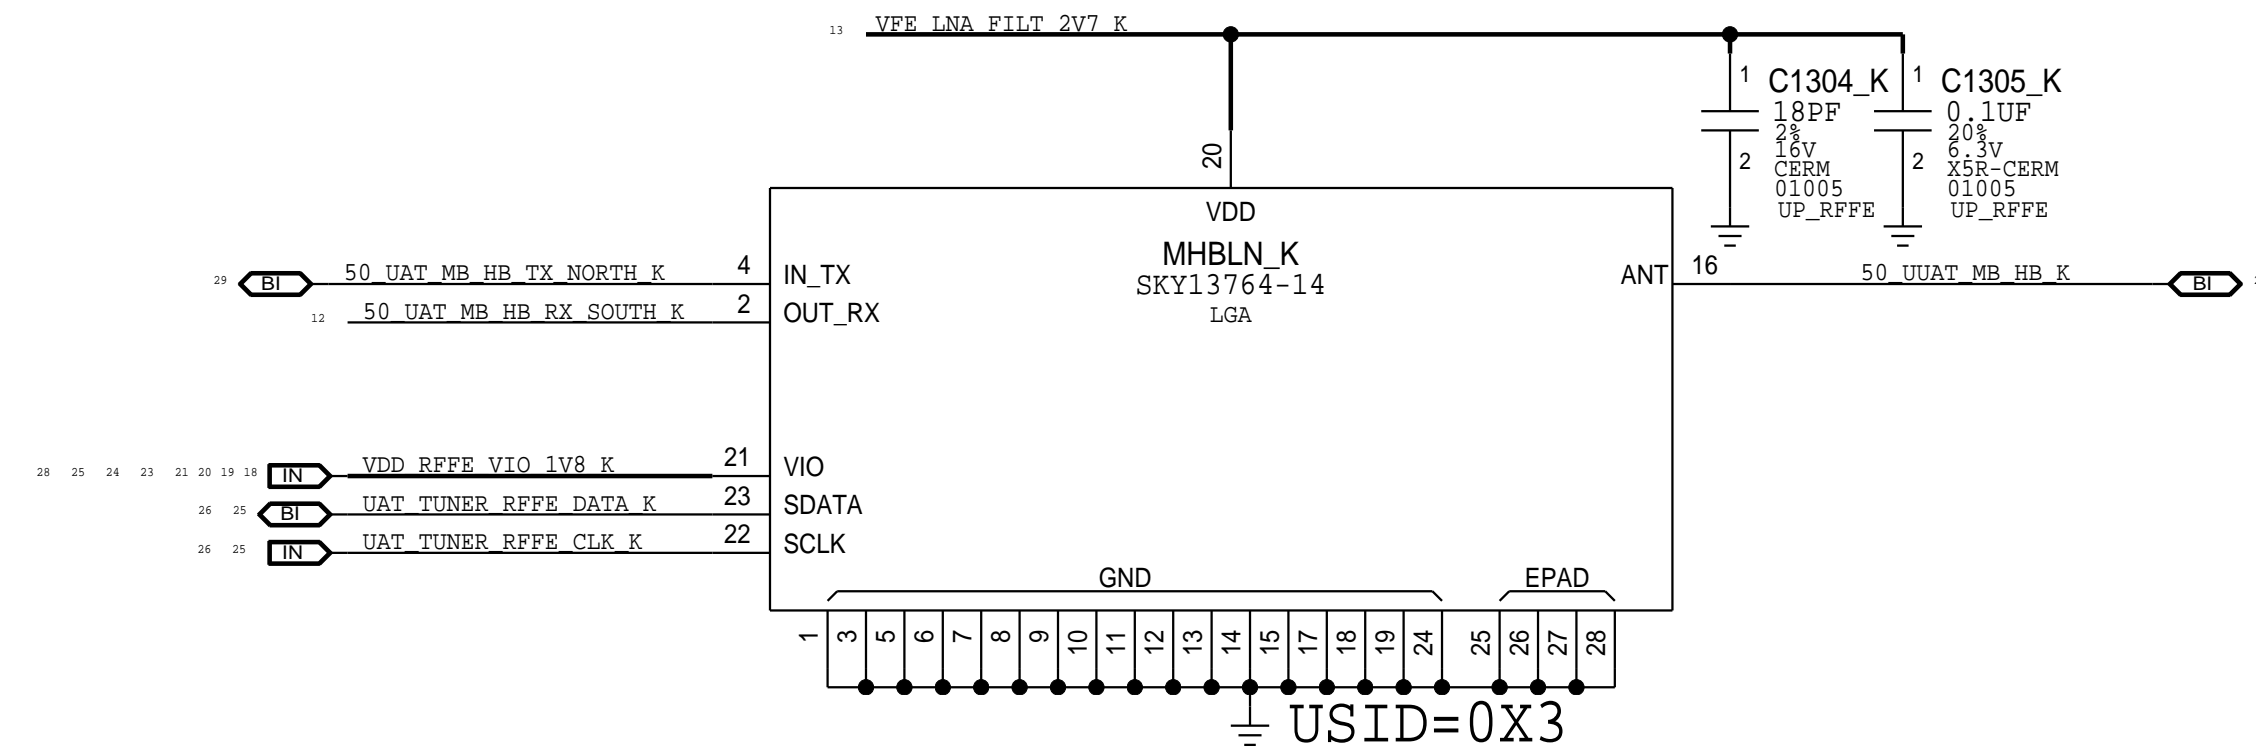 13 VFE_LNA_FILT_2V7_K
1 C1304_K
18PF
2%
16V
2 CERM
01005
UP_RFFE
1 C1305_K
0.1UF
20%
6.3V
2 X5R-CERM
01005
UP_RFFE
20
VDD
MHBLN_K
SKY13764-14
LGA
29 BI 50_UAT_MB_HB_TX_NORTH_K 4 IN_TX
12 50_UAT_MB_HB_RX_SOUTH_K 2 OUT_RX
ANT 16 50_UUAT_MB_HB_K BI
28 25 24 23 21 20 19 18 IN VDD_RFFE_VIO_1V8_K 21 VIO
26 25 BI UAT_TUNER_RFFE_DATA_K 23 SDATA
26 25 IN UAT_TUNER_RFFE_CLK_K 22 SCLK
GND EPAD
1 3 5 6 7 8 9 10 11 12 13 14 15 17 18 19 24 25 26 27 28
USID=0X3